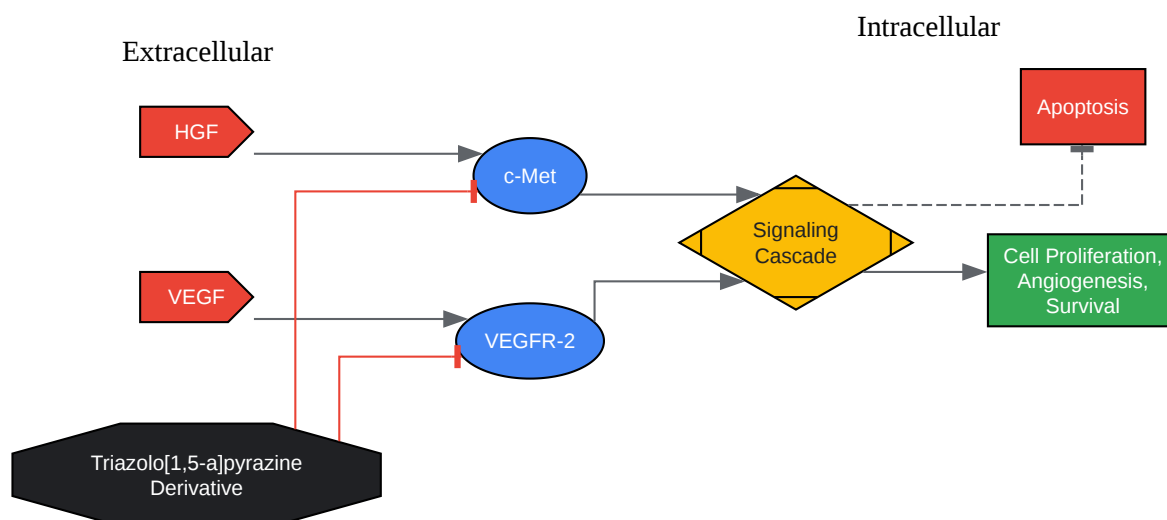 Extracellular
Intracellular
HGF
Apoptosis
c-Met
Signaling
Cascade
VEGF
Cell Proliferation,
Angiogenesis,
Survival
VEGFR-2
Triazolo[1,5-a]pyrazine
Derivative